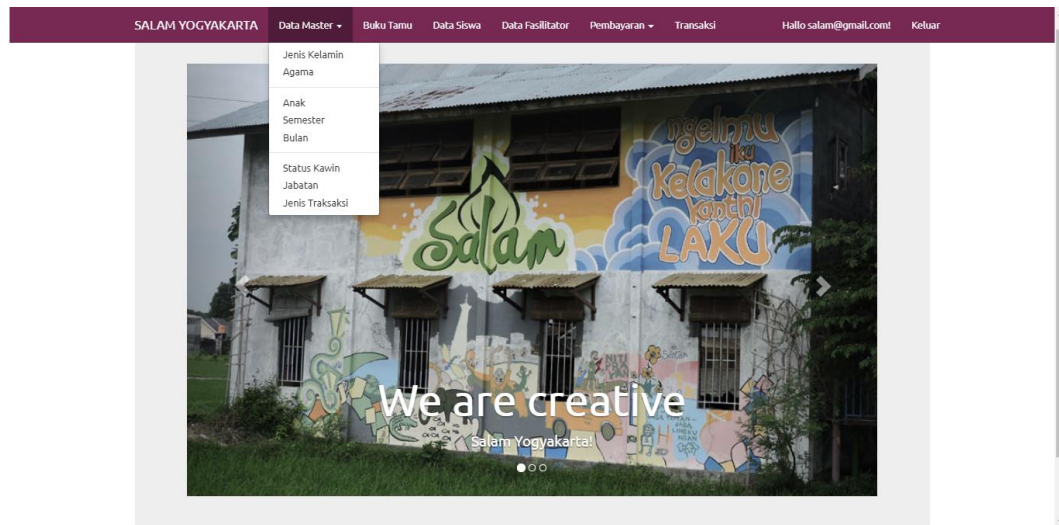 SALAM YOGYAKARTA Data Master Buku Tamu Data Siswa Data Fasilitator Pembayaran Transaksi Hallo salam@gmail.com! Keluar
Jenis Kelamin
Agama
Anak
Semester
Bulan
Status Kawin
Jabatan
Jenis Traksaksi
ngelmu
iku
Kelakone
kanthi
LAKU
Salam
NITI
We are creative
Salam Yogyakarta!